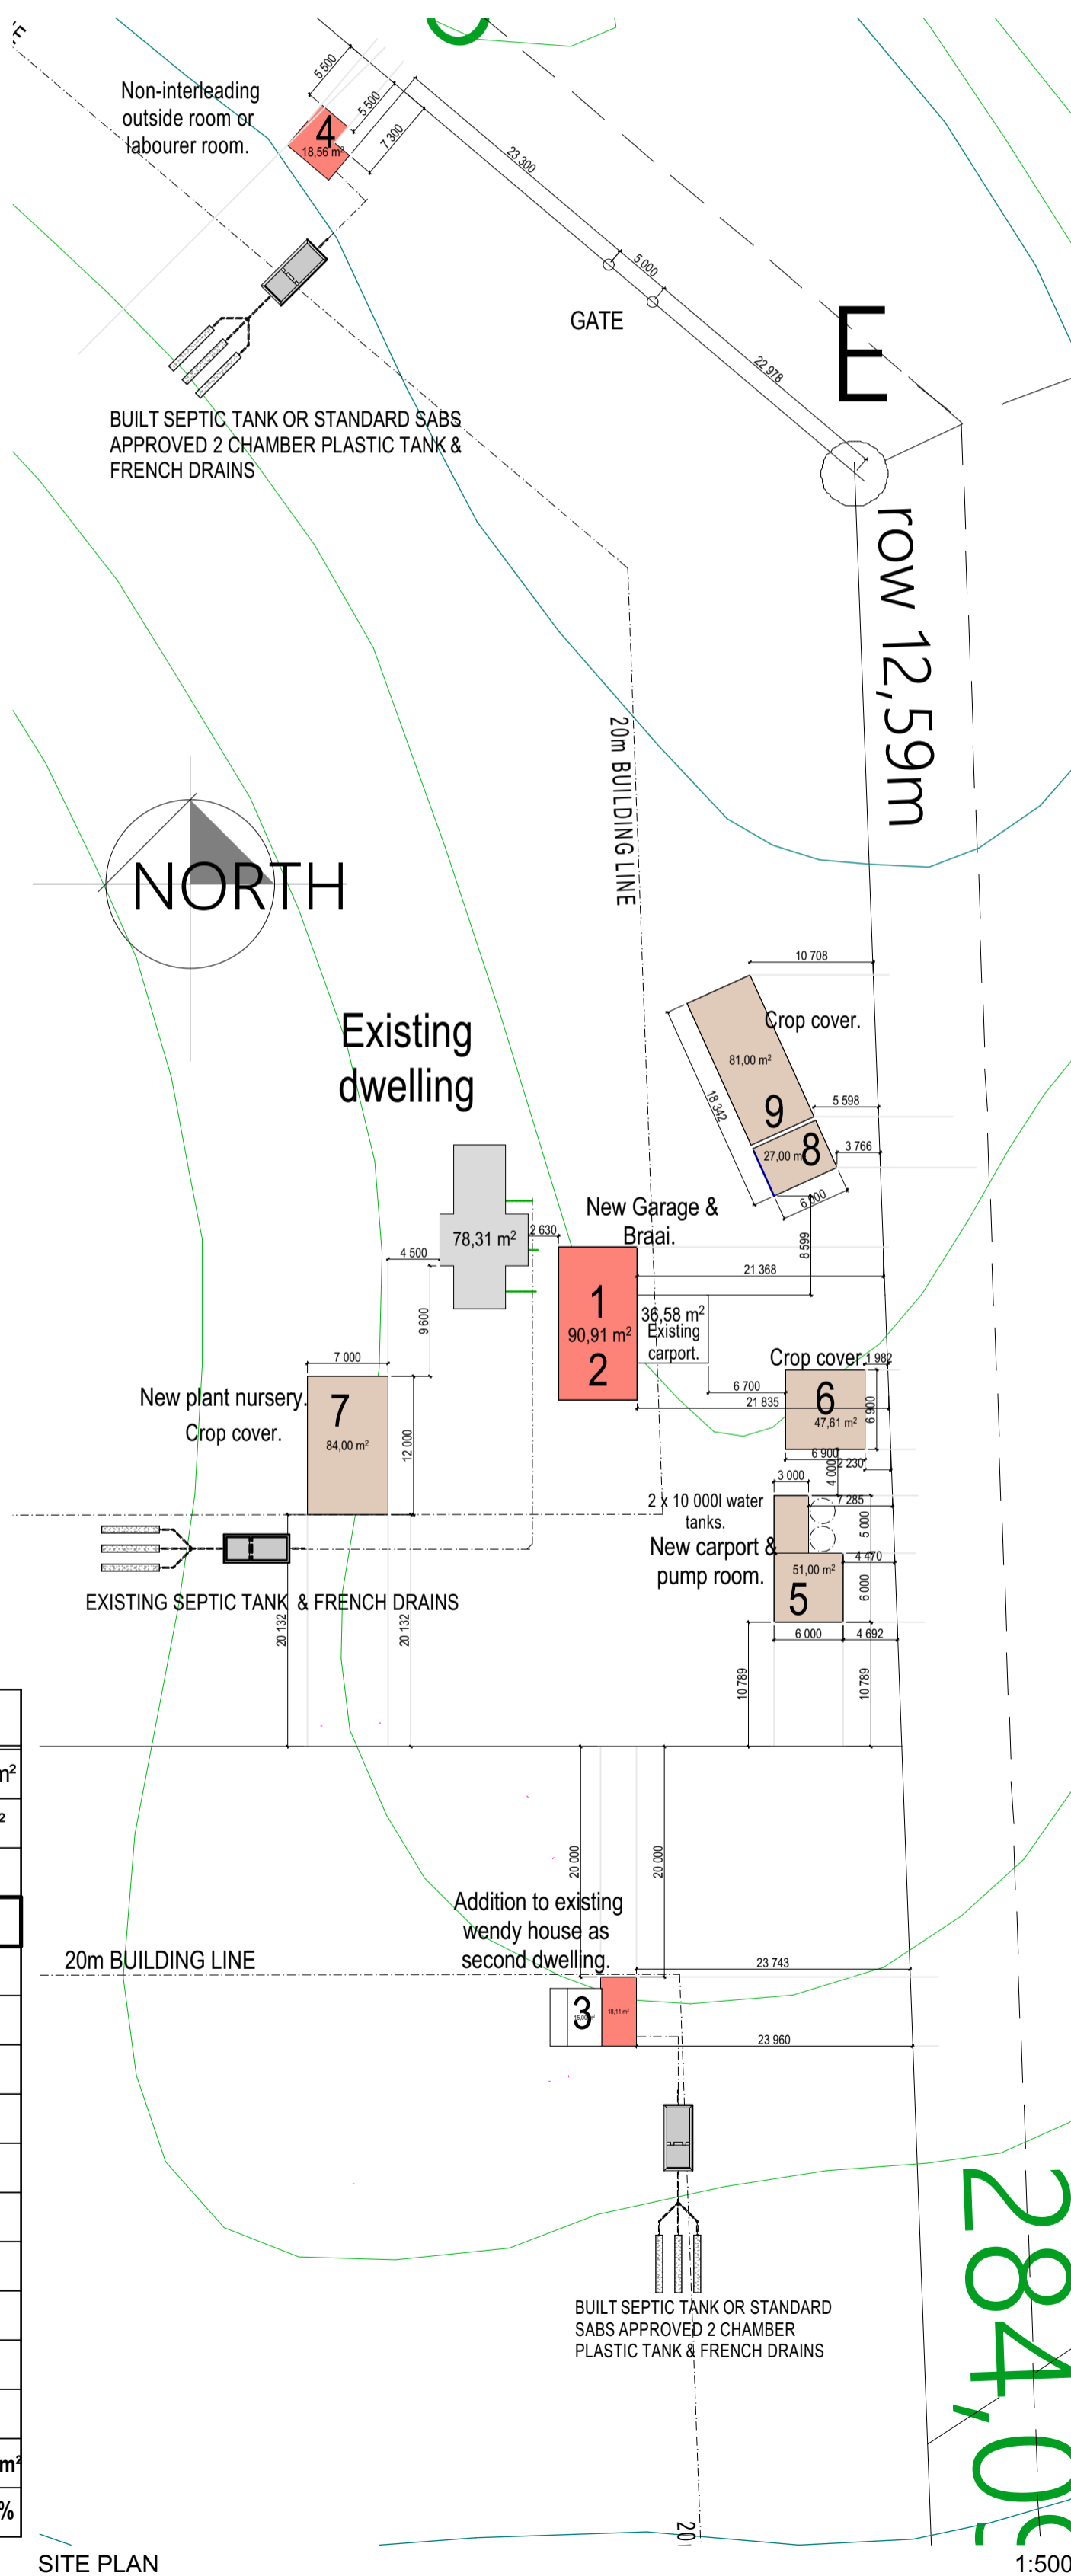 5 500
Non-interleading
outside room or
labourer room.
4
18,56 m²
5 500
7 300
23 300
5 000
GATE
E
22 978
BUILT SEPTIC TANK OR STANDARD SABS
APPROVED 2 CHAMBER PLASTIC TANK &
FRENCH DRAINS
row 12,59m
20m BUILDING LINE
NORTH
10 708
Existing
dwelling
Crop cover.
81,00 m²
18 342
9
5 598
8
27,00 m
3 766
6 000
New Garage &
Braai.
78,31 m²
2 630
4 500
8 599
21 368
9 600
1
90,91 m²
2
36,58 m²
Existing
carport.
7 000
New plant nursery.
Crop cover.
7
84,00 m²
12 000
Crop cover.
1 982
6 700
21 835
6
47,61 m²
6 900
6 900
2 230
4 000
3 000
2 x 10 000l water
tanks.
7 285
5 000
New carport &
pump room.
4 470
51,00 m²
5
6 000
6 000
4 692
EXISTING SEPTIC TANK & FRENCH DRAINS
20 132
20 132
10 789
10 789
m²
²
20 000
20 000
Addition to existing
wendy house as
second dwelling.
20m BUILDING LINE
23 743
3
18,11 m²
23 960
284,0
BUILT SEPTIC TANK OR STANDARD
SABS APPROVED 2 CHAMBER
PLASTIC TANK & FRENCH DRAINS
m²
%
20
SITE PLAN
1:500